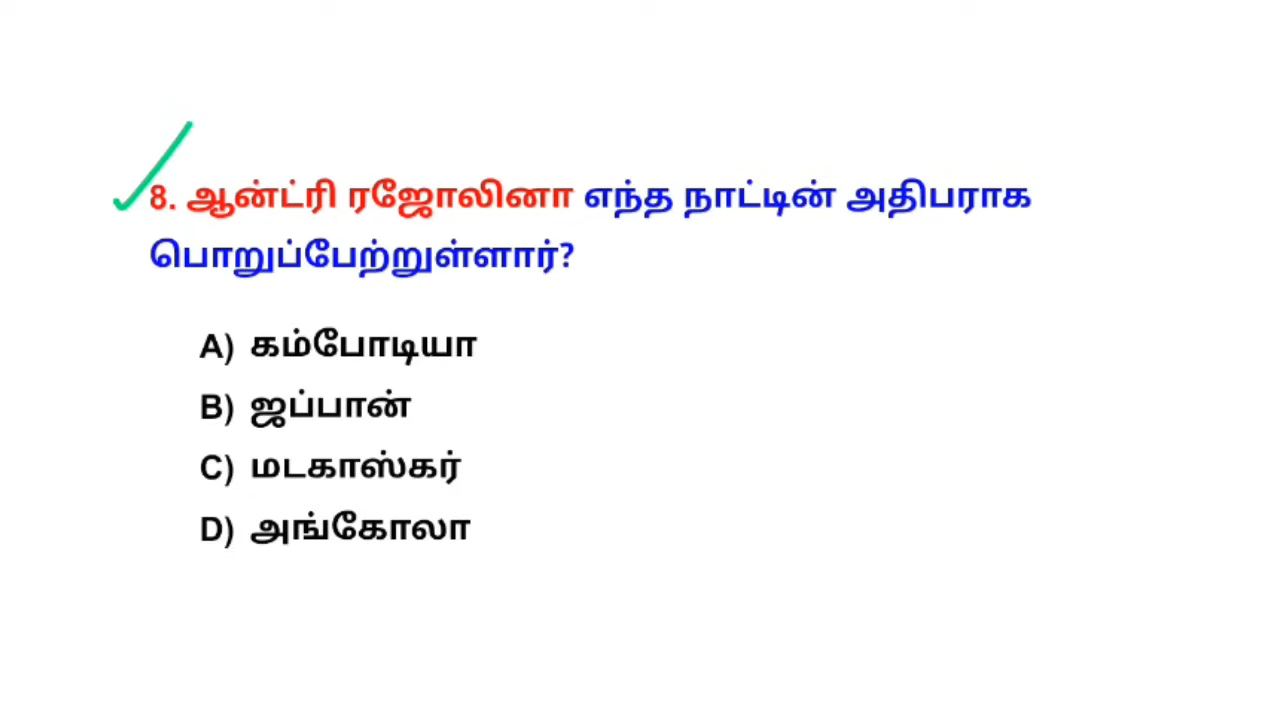 8. ஆன்ட்ரி ரஜோலினா எந்த நாட்டின் அதிபராக
பொறுப்பேற்றுள்ளார்?
A) கம்போடியா
B) ஜப்பான்
C) மடகாஸ்கர்
D) அங்கோலா